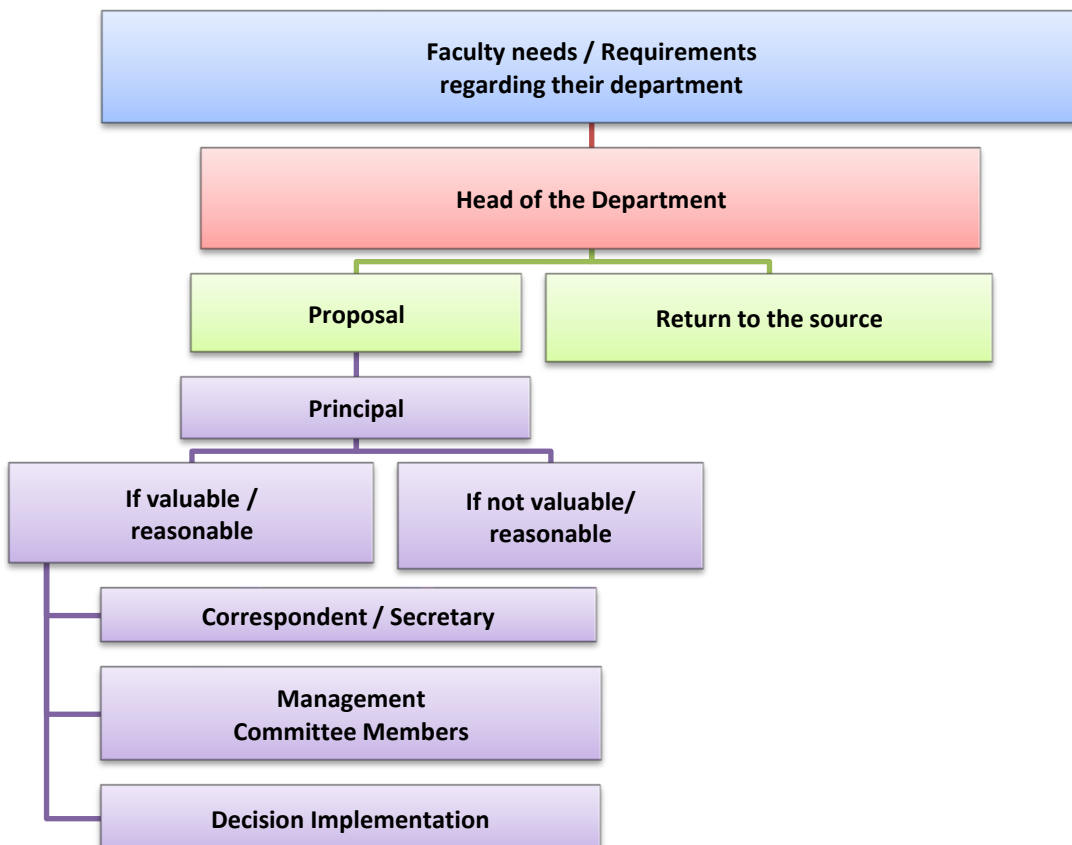 Faculty needs / Requirements
regarding their department
Head of the Department
Proposal
Return to the source
Principal
If valuable /
reasonable
If not valuable/
reasonable
Correspondent / Secretary
Management
Committee Members
Decision Implementation